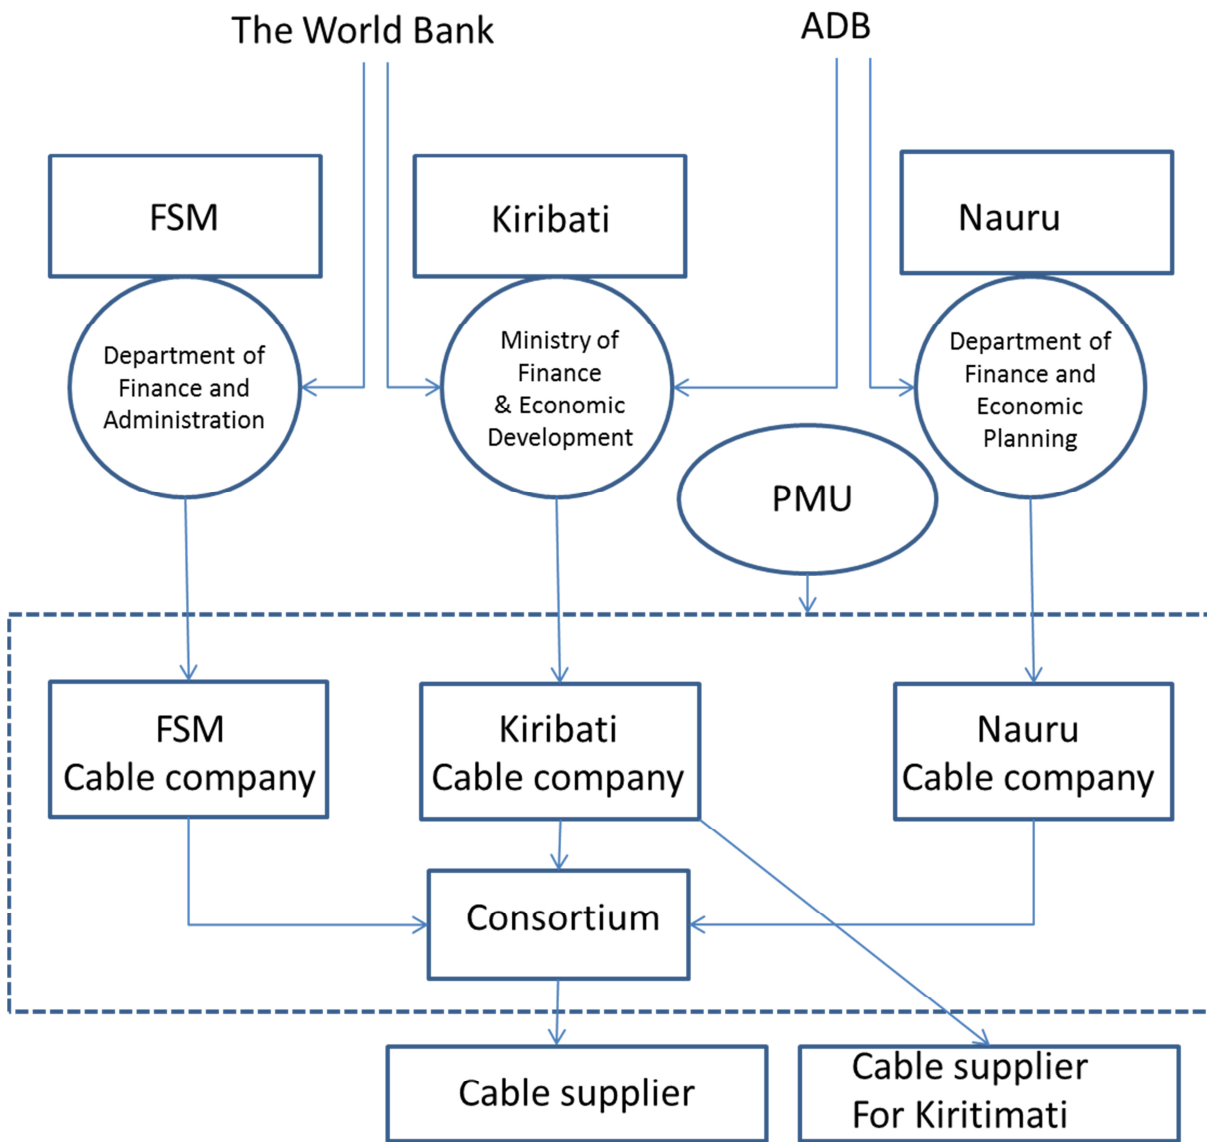 The World Bank
ADB
FSM
Kiribati
Nauru
Department of
Finance and
Administration
Ministry of
Finance
& Economic
Development
Department of
Finance and
Economic
Planning
PMU
FSM
Cable company
Kiribati
Cable company
Nauru
Cable company
Consortium
Cable supplier
Cable supplier
For Kiritimati